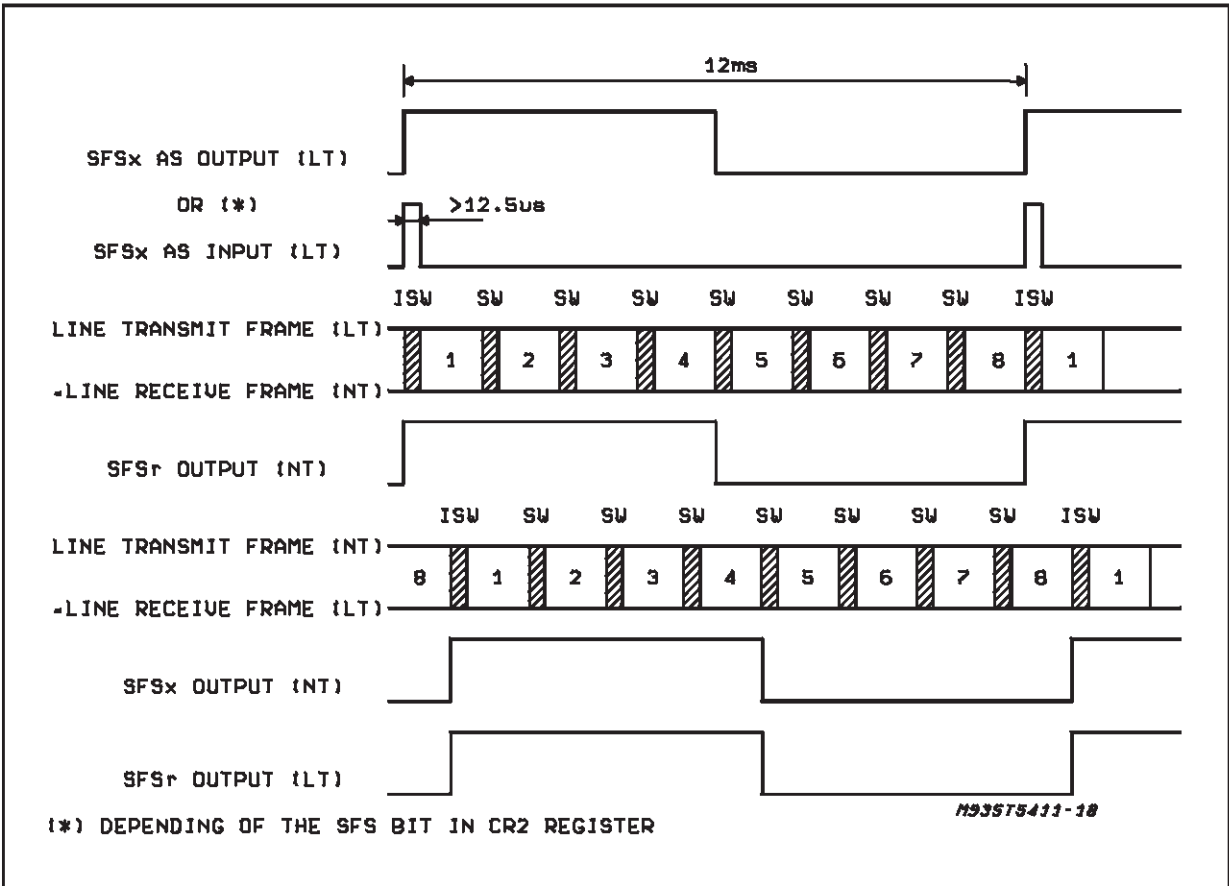 12ms
SFSx AS OUTPUT (LT)
OR (*)
>12.5us
SFSx AS INPUT (LT)
ISW SW SW SW SW SW SW SW ISW
LINE TRANSMIT FRAME (LT)
1 2 3 4 5 6 7 8 1
=LINE RECEIVE FRAME (NT)
SFSr OUTPUT (NT)
ISW SW SW SW SW SW SW SW ISW
LINE TRANSMIT FRAME (NT)
8 1 2 3 4 5 6 7 8 1
=LINE RECEIVE FRAME (LT)
SFSx OUTPUT (NT)
SFSr OUTPUT (LT)
M93ST5411-18
(*) DEPENDING OF THE SFS BIT IN CR2 REGISTER